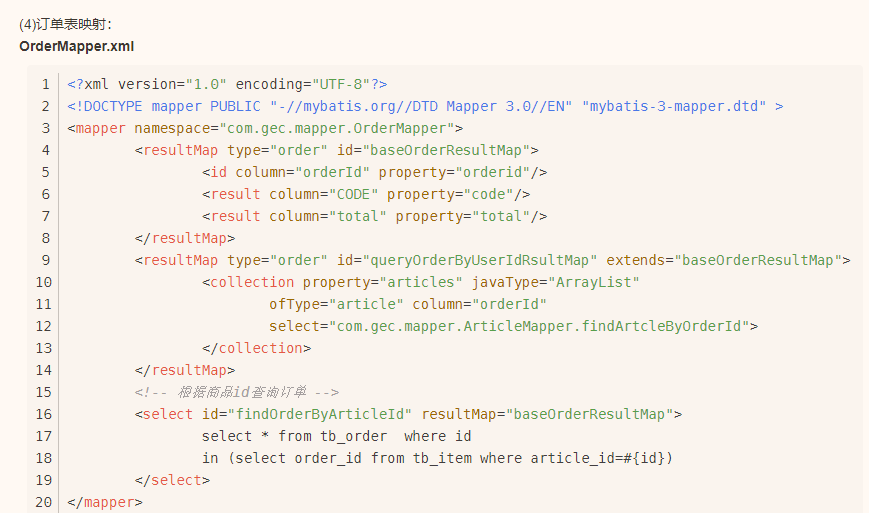 (4)订单表映射：
OrderMapper.xml
1 <?xml version="1.0" encoding="UTF-8"?>
2 <!DOCTYPE mapper PUBLIC "-//mybatis.org//DTD Mapper 3.0//EN" "mybatis-3-mapper.dtd" >
3 <mapper namespace="com.gec.mapper.OrderMapper">
4 <resultMap type="order" id="baseOrderResultMap">
5 <id column="orderId" property="orderid"/>
6 <result column="CODE" property="code"/>
7 <result column="total" property="total"/>
8 </resultMap>
9 <resultMap type="order" id="queryOrderByUserIdRsultMap" extends="baseOrderResultMap">
10 <collection property="articles" javaType="ArrayList"
11 ofType="article" column="orderId"
12 select="com.gec.mapper.ArticleMapper.findArtcleByOrderId">
13 </collection>
14 </resultMap>
15 <!-- 根据商品id查询订单 -->
16 <select id="findOrderByArticleId" resultMap="baseOrderResultMap">
17 select * from tb_order  where id
18 in (select order_id from tb_item where article_id=#{id})
19 </select>
20 </mapper>